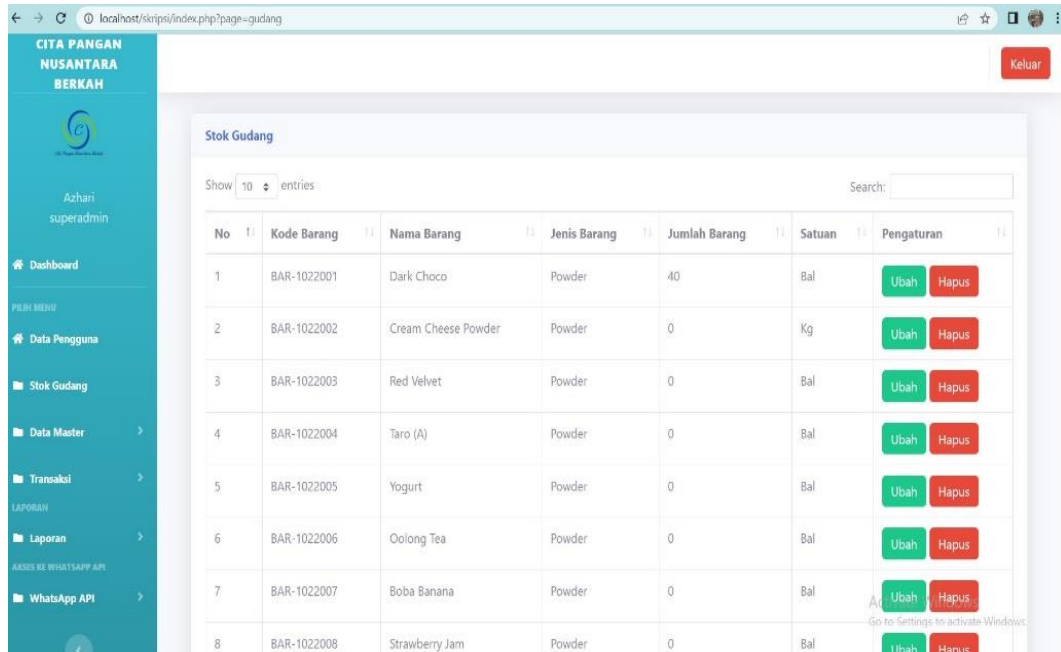 localhost/skripsi/index.php?page=gudang
CITA PANGAN
NUSANTARA
BERKAH
Azhari
superadmin
Dashboard
PILIH MENU
Data Pengguna
Stok Gudang
Data Master
Transaksi
LAPORAN
Laporan
AKSES KE WHATSAPP API
WhatsApp API
Keluar
Stok Gudang
Show 10 entries
Search:
No Kode Barang Nama Barang Jenis Barang Jumlah Barang Satuan Pengaturan
1 BAR-1022001 Dark Choco Powder 40 Bal Ubah Hapus
2 BAR-1022002 Cream Cheese Powder Powder 0 Kg Ubah Hapus
3 BAR-1022003 Red Velvet Powder 0 Bal Ubah Hapus
4 BAR-1022004 Taro (A) Powder 0 Bal Ubah Hapus
5 BAR-1022005 Yogurt Powder 0 Bal Ubah Hapus
6 BAR-1022006 Oolong Tea Powder 0 Bal Ubah Hapus
7 BAR-1022007 Boba Banana Powder 0 Bal Ubah Hapus
Activate Windows
Go to Settings to activate Windows.
8 BAR-1022008 Strawberry Jam Powder 0 Bal Ubah Hapus